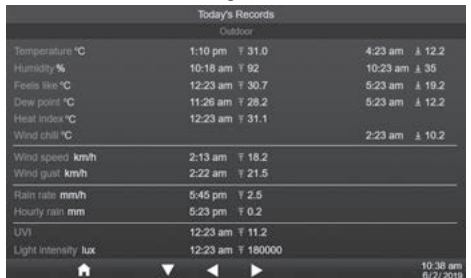 Today's Records
Outdoor
Temperature °C 1:10 pm 31.0 4:23 am 12.2
Humidity % 10:18 am 92 10:23 am 35
Feels like °C 12:23 am 30.7 5:23 am 19.2
Dew point °C 11:26 am 28.2 5:23 am 12.2
Heat index °C 12:23 am 31.1
Wind chill °C 2:23 am 10.2
Wind speed km/h 2:13 am 18.2
Wind gust km/h 2:22 am 21.5
Rain rate mm/h 5:45 pm 2.5
Hourly rain mm 5:23 pm 0.2
UVI 12:23 am 11.2
Light intensity lux 12:23 am 180000
10:38 am
6/2/2019